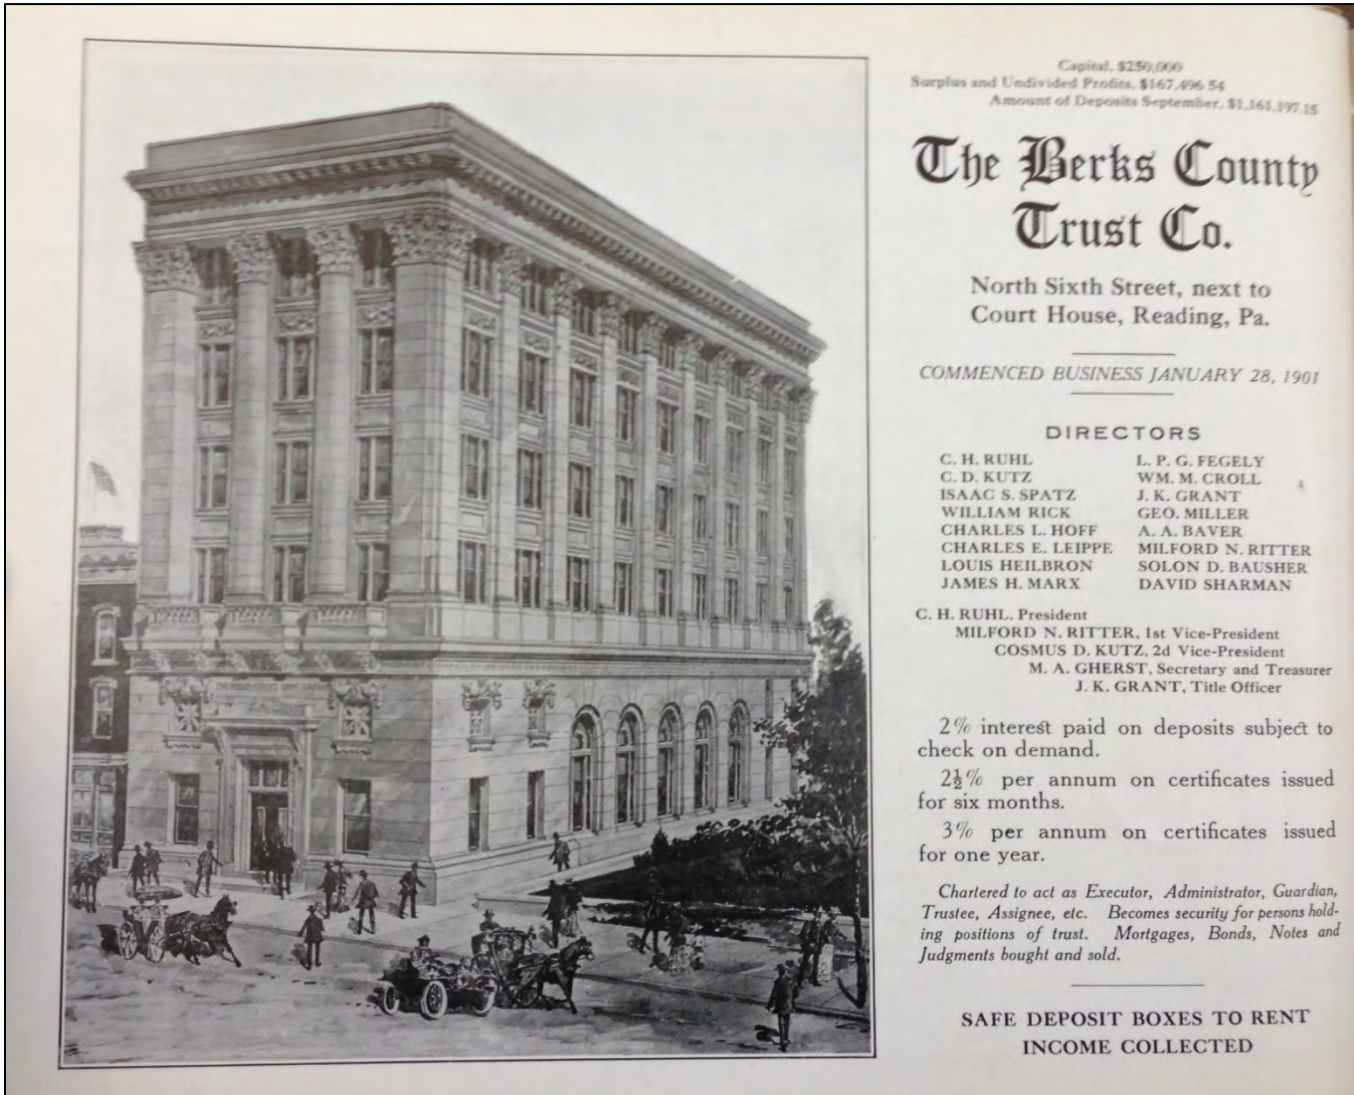 Capital, $250,000
Surplus and Undivided Profits, $167,496 54
Amount of Deposits September, $1,161,197.15
The Berks County
Trust Co.
North Sixth Street, next to
Court House, Reading, Pa.
COMMENCED BUSINESS JANUARY 28, 1901
DIRECTORS
C. H. RUHL
C. D. KUTZ
ISAAC S. SPATZ
WILLIAM RICK
CHARLES L. HOFF
CHARLES E. LEIPPE
LOUIS HEILBRON
JAMES H. MARX
L. P. G. FEGELY
WM. M. CROLL
J. K. GRANT
GEO. MILLER
A. A. BAVER
MILFORD N. RITTER
SOLON D. BAUSHER
DAVID SHARMAN
C. H. RUHL, President
MILFORD N. RITTER, 1st Vice-President
COSMUS D. KUTZ, 2d Vice-President
M. A. GHERST, Secretary and Treasurer
J. K. GRANT, Title Officer
2% interest paid on deposits subject to
check on demand.
2½% per annum on certificates issued
for six months.
3% per annum on certificates issued
for one year.
Chartered to act as Executor, Administrator, Guardian,
Trustee, Assignee, etc. Becomes security for persons hold-
ing positions of trust. Mortgages, Bonds, Notes and
Judgments bought and sold.
SAFE DEPOSIT BOXES TO RENT
INCOME COLLECTED